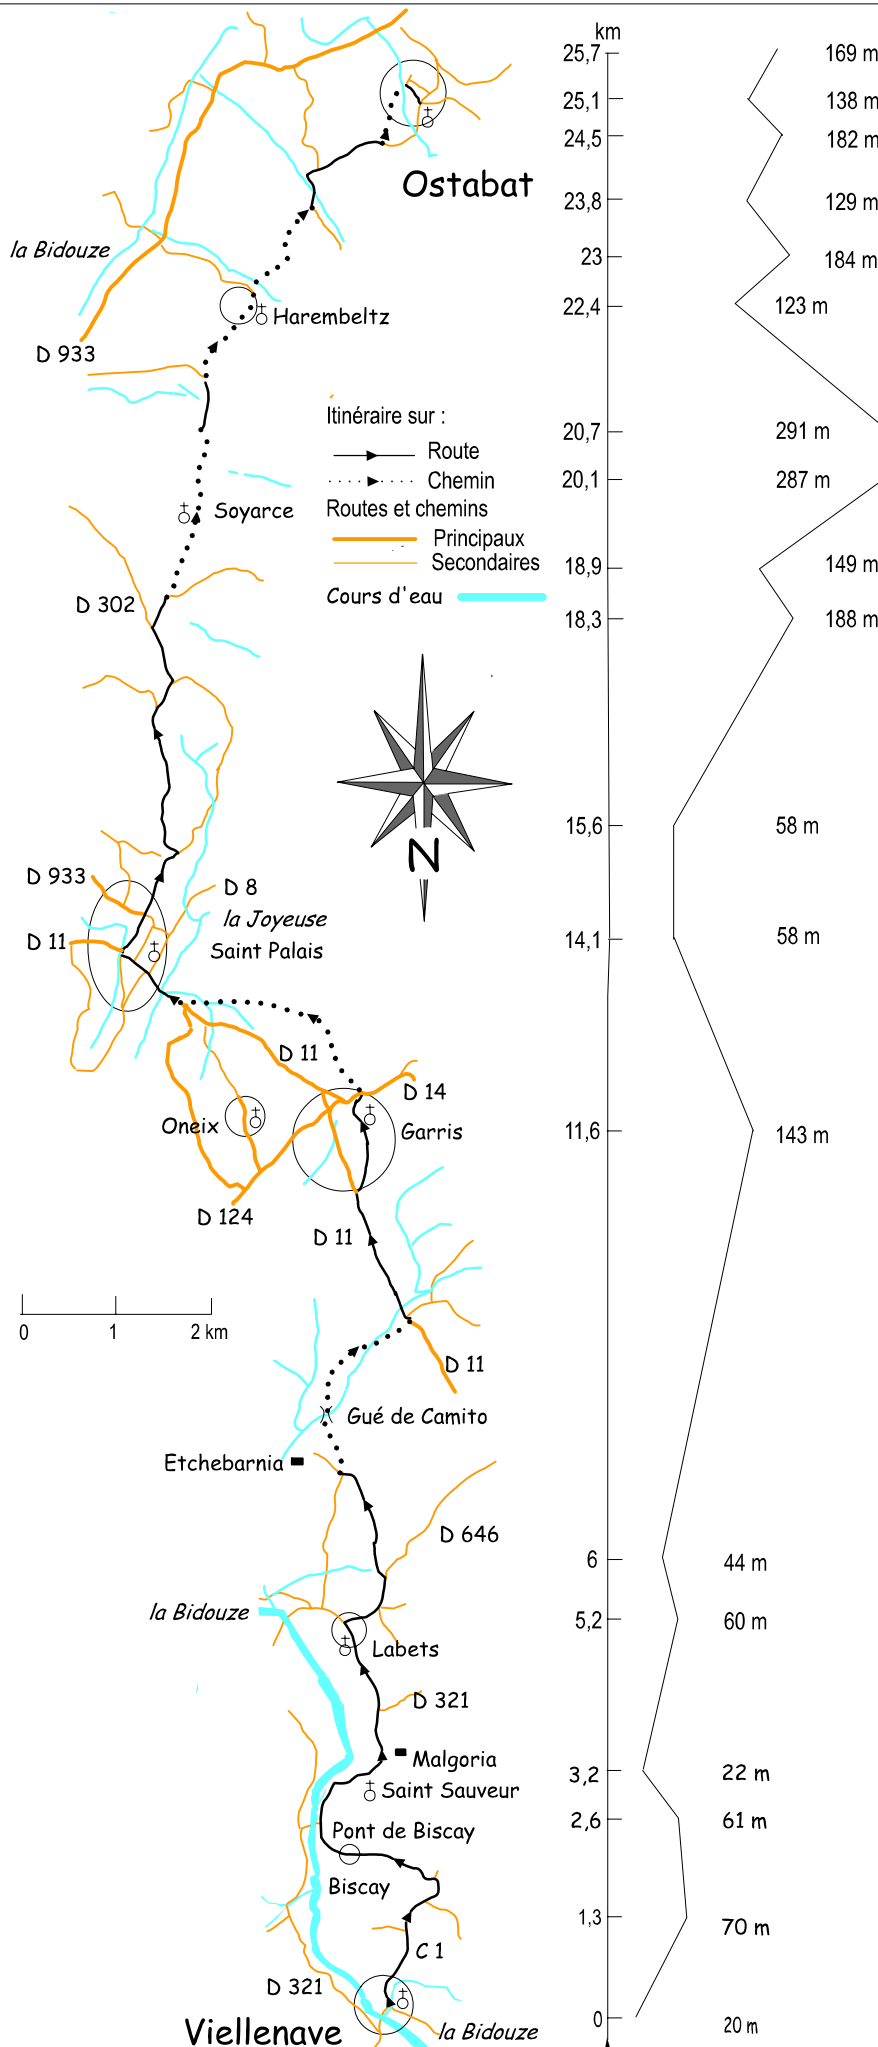 km
25,7
169 m
25,1
138 m
24,5
182 m
Ostabat
23,8
129 m
la Bidouze
23
184 m
22,4
123 m
Harembeltz
D 933
Itinéraire sur :
20,7
291 m
Route
Chemin
20,1
287 m
Soyarce
Routes et chemins
Principaux
Secondaires
18,9
149 m
Cours d'eau
D 302
18,3
188 m
15,6
58 m
N
D 933
D 8
la Joyeuse
D 11
Saint Palais
14,1
58 m
D 11
D 14
Oneix
Garris
11,6
143 m
D 124
D 11
0 1 2 km
D 11
Gué de Camito
Etchebarnia
D 646
6
44 m
la Bidouze
5,2
60 m
Labets
D 321
Malgoria
3,2
22 m
Saint Sauveur
2,6
61 m
Pont de Biscay
Biscay
1,3
70 m
C 1
D 321
0
20 m
Viellenave
la Bidouze